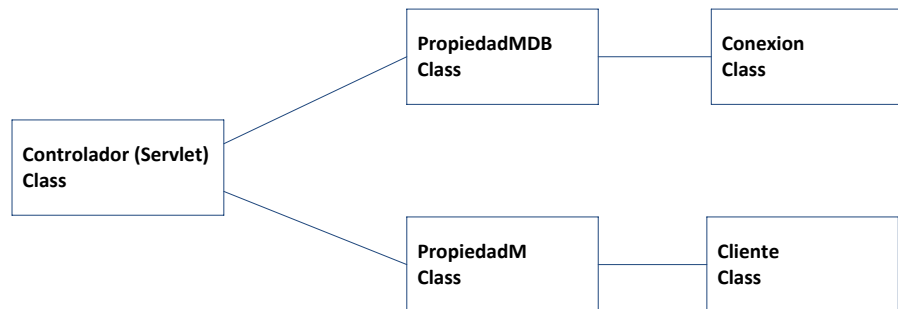 PropiedadMDB
Class
Conexion
Class
Controlador (Servlet)
Class
PropiedadM
Class
Cliente
Class